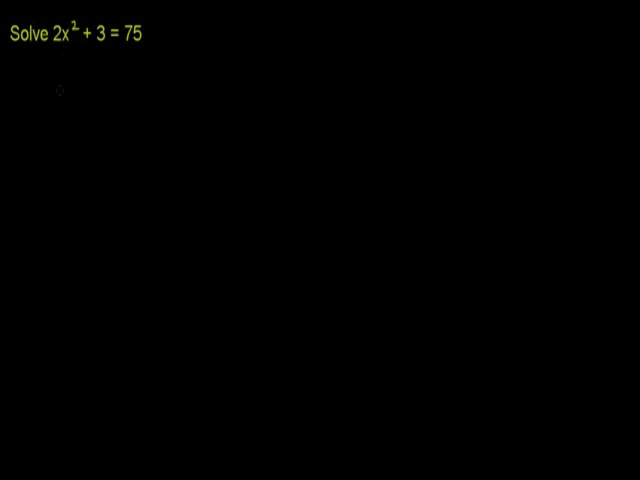 Solve 2x² + 3 = 75